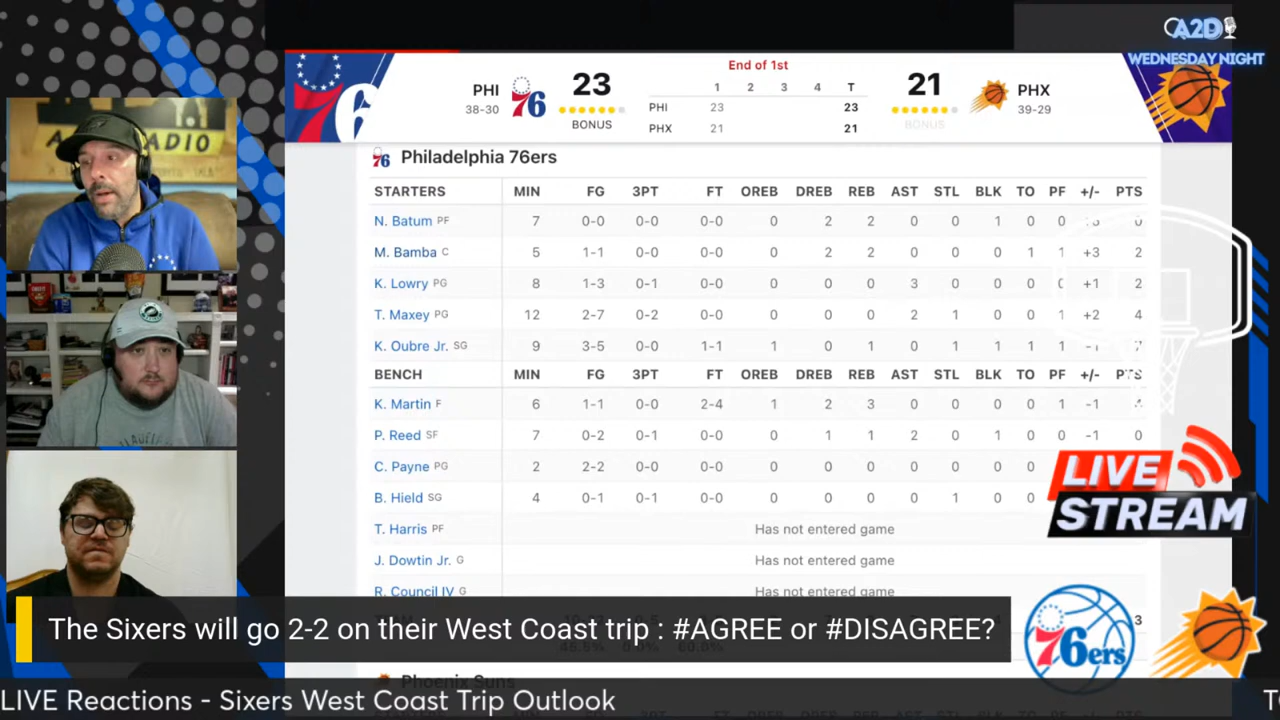 A2D
WEDNESDAY NIGHT
End of 1st
PHI 76 23 1 2 3 4 T 21 PHX
38-30 BONUS PHI 23 23 BONUS 39-29
PHX 21 21
Philadelphia 76ers
STARTERS MIN FG 3PT FT OREB DREB REB AST STL BLK TO PF +/- PTS
N. Batum PF 7 0-0 0-0 0-0 0 2 2 0 0 1 0 0 0
M. Bamba C 5 1-1 0-0 0-0 0 2 2 0 0 0 1 1 +3 2
K. Lowry PG 8 1-3 0-1 0-0 0 0 0 3 0 0 0 +1 2
T. Maxey PG 12 2-7 0-2 0-0 0 0 0 2 1 0 0 1 +2 4
K. Oubre Jr. SG 9 3-5 0-0 1-1 1 0 1 0 1 1 1 1 -1 7
BENCH MIN FG 3PT FT OREB DREB REB AST STL BLK TO PF +/- PTS
K. Martin F 6 1-1 0-0 2-4 1 2 3 0 0 0 0 1 -1 4
P. Reed SF 7 0-2 0-1 0-0 0 1 1 2 0 1 0 0 -1 0
C. Payne PG 2 2-2 0-0 0-0 0 0 0 0 0 0 0
B. Hield SG 4 0-1 0-1 0-0 0 0 0 0 1 0 0
T. Harris PF Has not entered game
J. Dowtin Jr. G Has not entered game
R. Council IV G Has not entered game
LIVE
STREAM
76ers
The Sixers will go 2-2 on their West Coast trip : #AGREE or #DISAGREE?
Phoenix Suns
LIVE Reactions - Sixers West Coast Trip Outlook